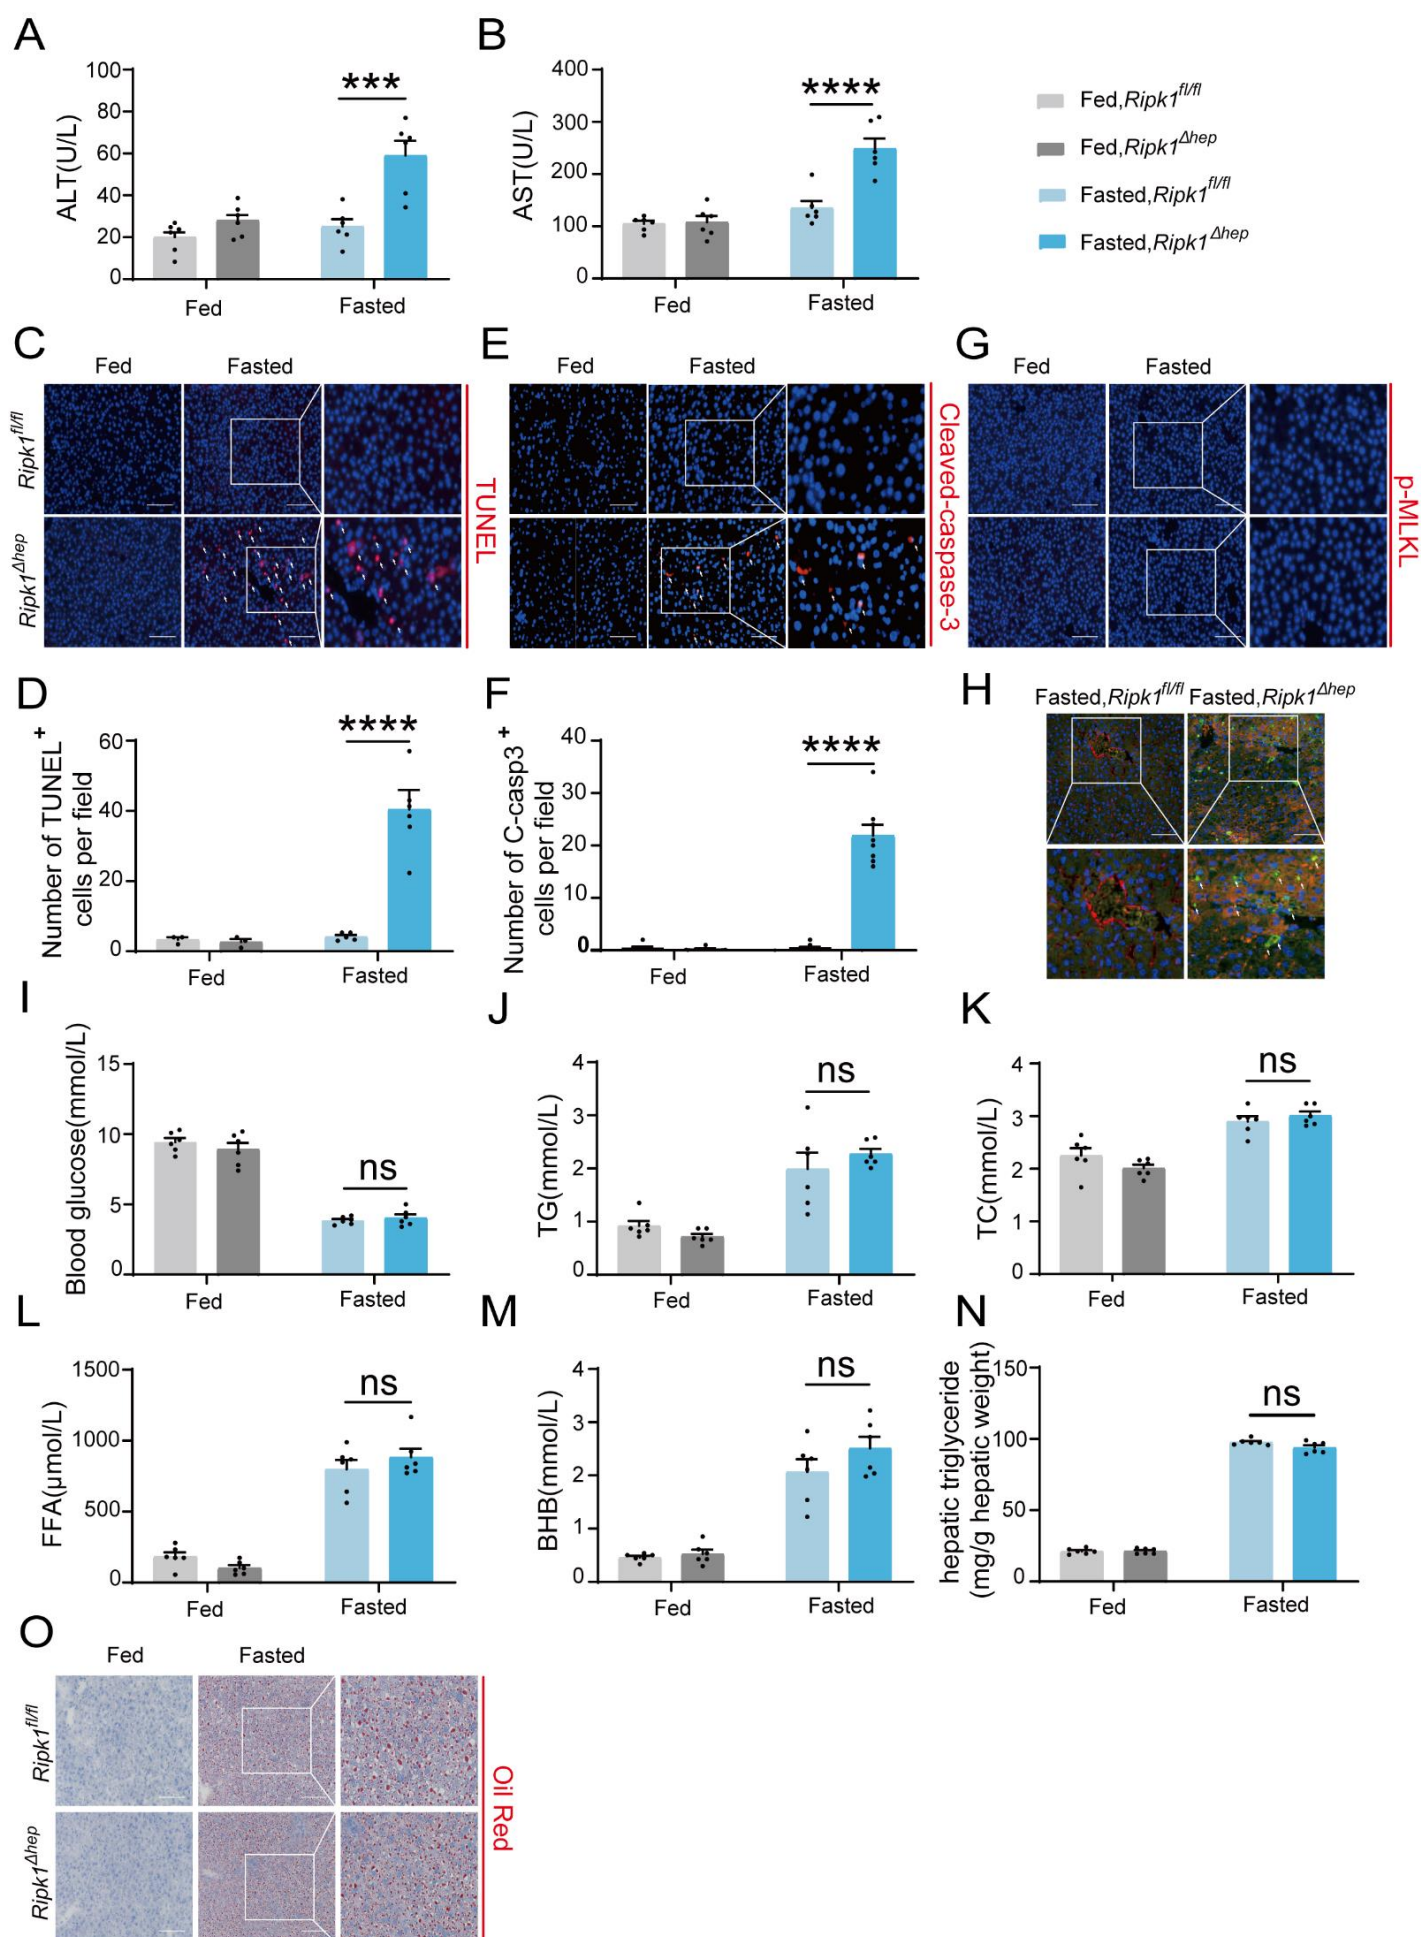 A
ALT(U/L)
100
80
60
40
20
0
***
Fed
Fasted
B
AST(U/L)
400
300
200
100
0
****
Fed
Fasted
Fed,Ripk1fl/fl
Fed,Ripk1Δhep
Fasted,Ripk1fl/fl
Fasted,Ripk1Δhep
C
Fed
Fasted
Ripk1fl/fl
Ripk1Δhep
TUNEL
E
Fed
Fasted
Cleaved-caspase-3
G
Fed
Fasted
p-MLKL
D
Number of TUNEL+
cells per field
60
40
20
0
****
Fed
Fasted
F
Number of C-casp3+
cells per field
40
30
20
10
0
****
Fed
Fasted
H
Fasted,Ripk1fl/fl
Fasted,Ripk1Δhep
I
Blood glucose(mmol/L)
15
10
5
0
ns
Fed
Fasted
J
TG(mmol/L)
4
3
2
1
0
ns
Fed
Fasted
K
TC(mmol/L)
4
3
2
1
0
ns
Fed
Fasted
L
FFA(μmol/L)
1500
1000
500
0
ns
Fed
Fasted
M
BHB(mmol/L)
4
3
2
1
0
ns
Fed
Fasted
N
hepatic triglyceride
(mg/g hepatic weight)
150
100
50
0
ns
Fed
Fasted
O
Fed
Fasted
Ripk1fl/fl
Ripk1Δhep
Oil Red